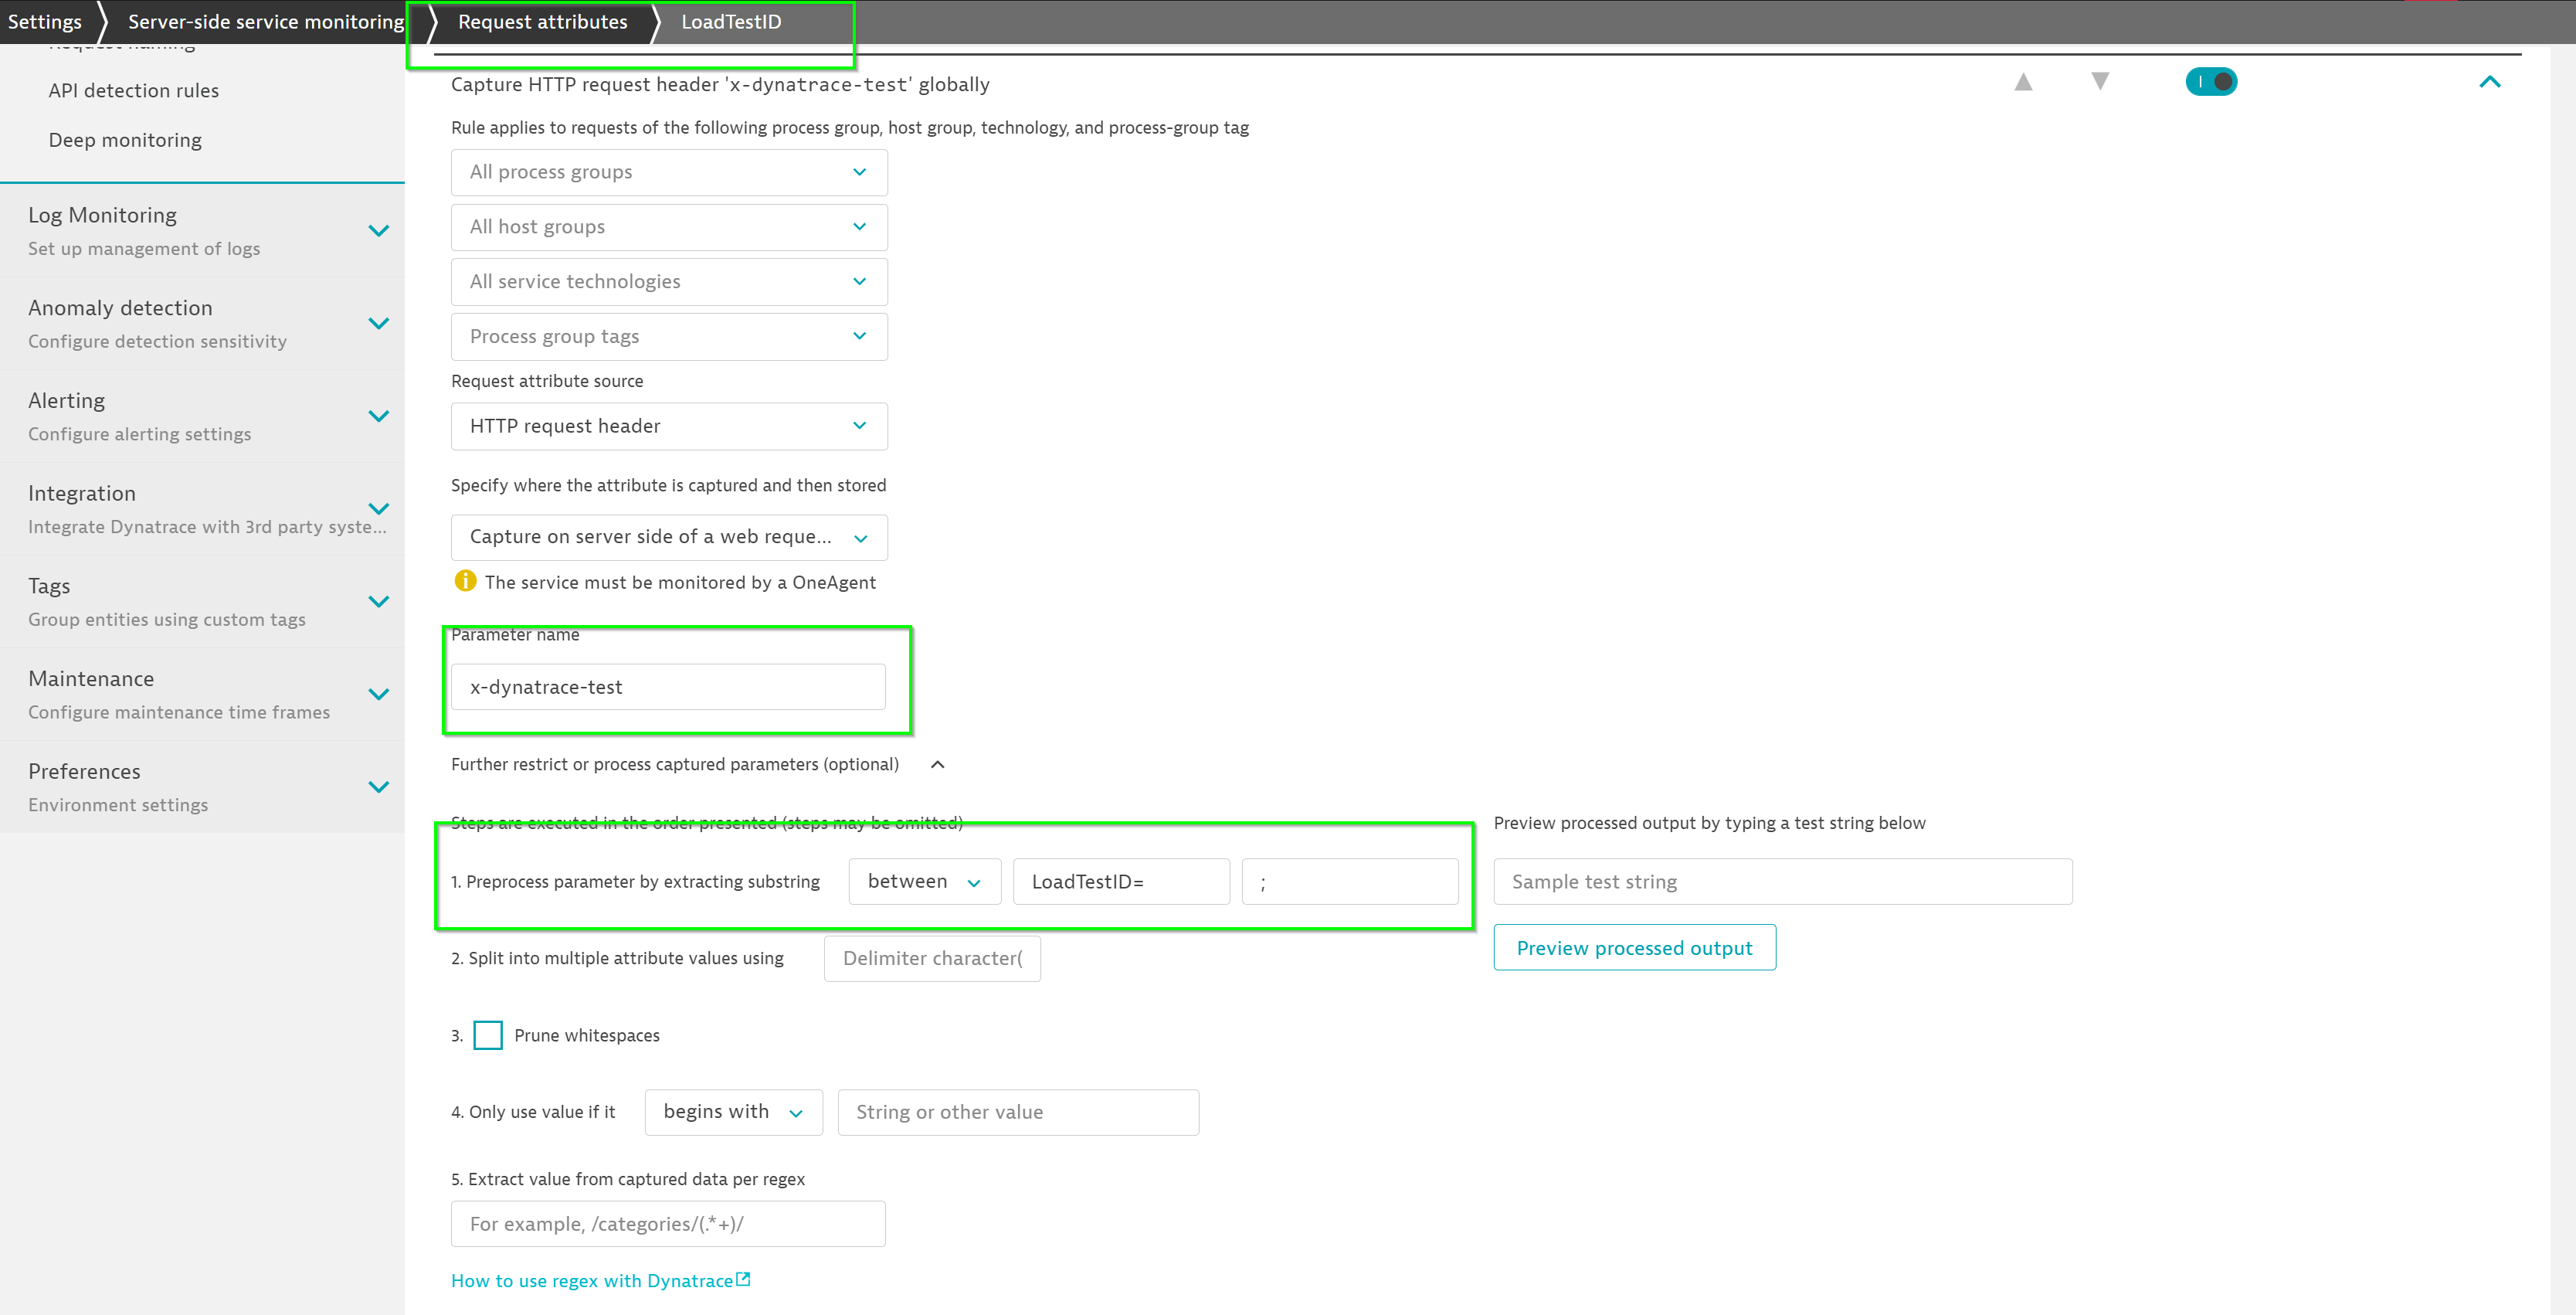 Settings
Server-side service monitoring
Request attributes
LoadTestID
Request naming
API detection rules
Deep monitoring
Log Monitoring
Set up management of logs
Anomaly detection
Configure detection sensitivity
Alerting
Configure alerting settings
Integration
Integrate Dynatrace with 3rd party syste...
Tags
Group entities using custom tags
Maintenance
Configure maintenance time frames
Preferences
Environment settings
Capture HTTP request header 'x-dynatrace-test' globally
Rule applies to requests of the following process group, host group, technology, and process-group tag
All process groups
All host groups
All service technologies
Process group tags
Request attribute source
HTTP request header
Specify where the attribute is captured and then stored
Capture on server side of a web reque...
The service must be monitored by a OneAgent
Parameter name
x-dynatrace-test
Further restrict or process captured parameters (optional)
Steps are executed in the order presented (steps may be omitted)
1. Preprocess parameter by extracting substring between LoadTestID= ;
2. Split into multiple attribute values using Delimiter character(
3. Prune whitespaces
4. Only use value if it begins with String or other value
5. Extract value from captured data per regex
For example, /categories/(.*+)/
How to use regex with Dynatrace
Preview processed output by typing a test string below
Sample test string
Preview processed output